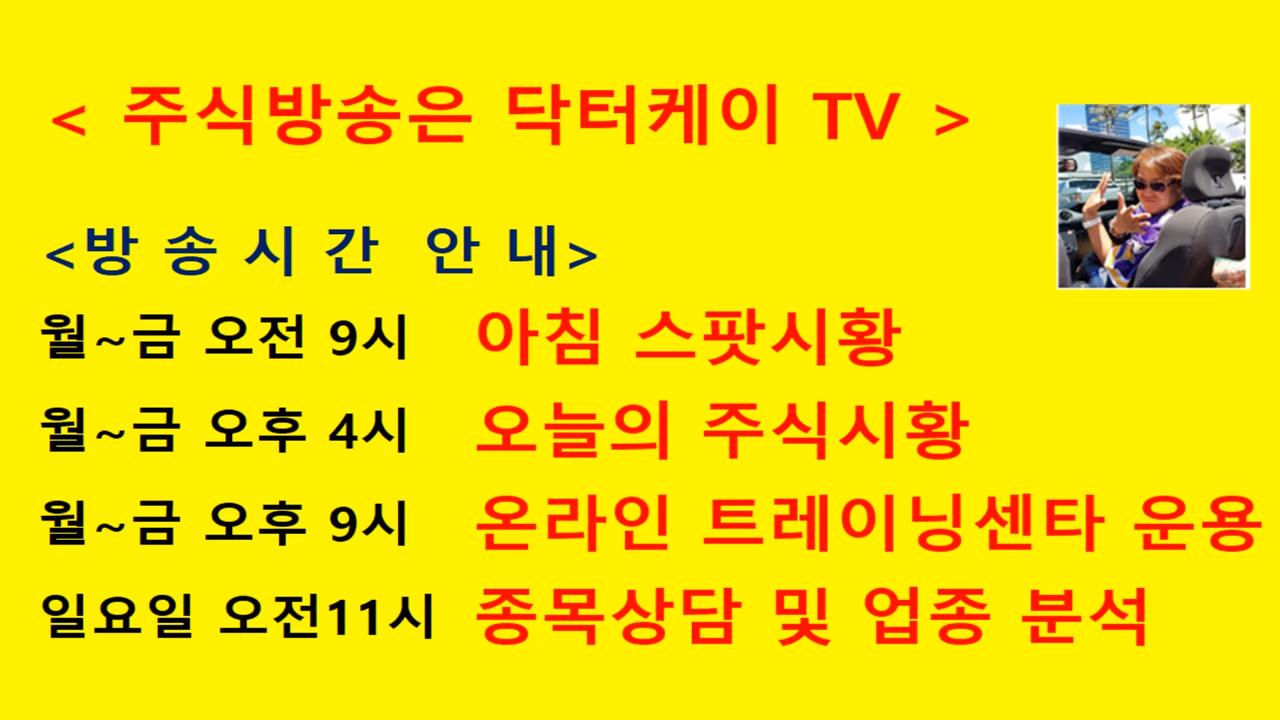 < 주식방송은 닥터케이 TV >
<방 송 시 간 안 내>
월~금 오전 9시 아침 스팟시황
월~금 오후 4시 오늘의 주식시황
월~금 오후 9시 온라인 트레이닝센타 운용
일요일 오전11시 종목상담 및 업종 분석